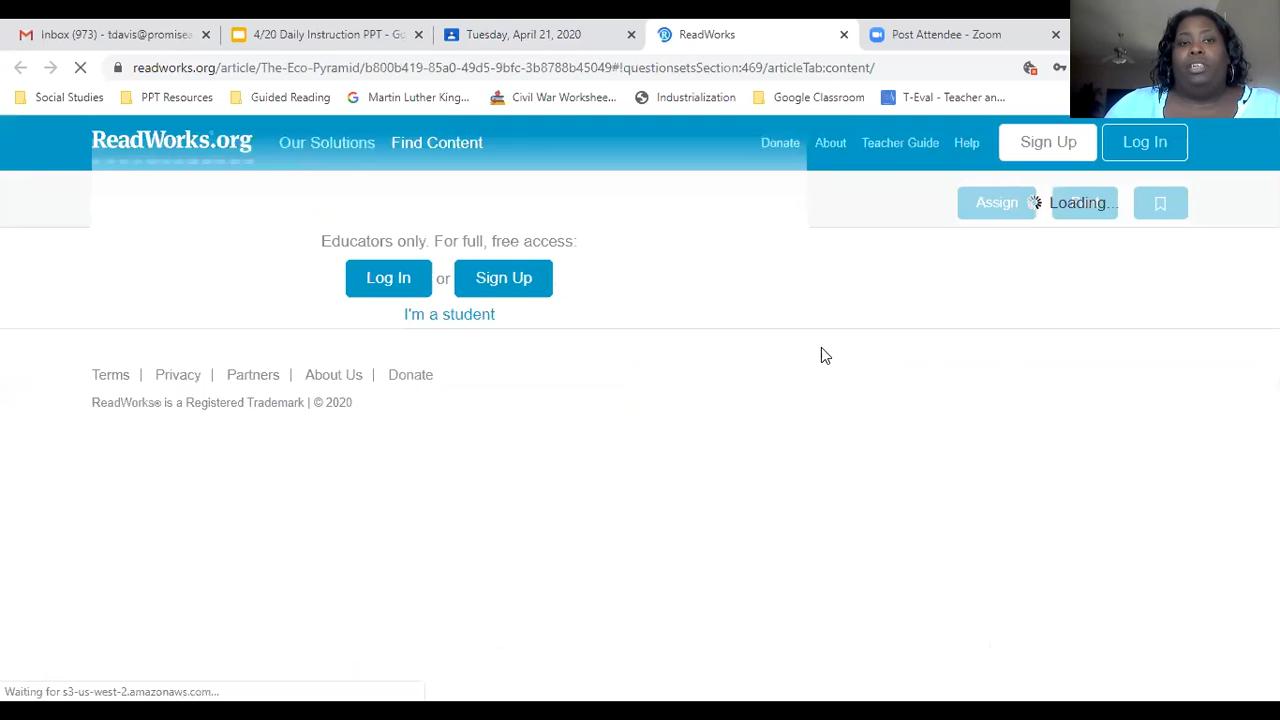 Inbox (973) - tdavis@promisea
4/20 Daily Instruction PPT - Go
Tuesday, April 21, 2020
ReadWorks
Post Attendee - Zoom
readworks.org/article/The-Eco-Pyramid/b800b419-85a0-49d5-9bfc-3b8788b45049#!questionsetsSection:469/articleTab:content/
Social Studies
PPT Resources
Guided Reading
Martin Luther King...
Civil War Workshee...
Industrialization
Google Classroom
T-Eval - Teacher an...
ReadWorks.org
Our Solutions
Find Content
Donate
About
Teacher Guide
Help
Sign Up
Log In
Assign
Loading...
Educators only. For full, free access:
Log In or Sign Up
I'm a student
Terms | Privacy | Partners | About Us | Donate
ReadWorks® is a Registered Trademark | © 2020
Waiting for s3-us-west-2.amazonaws.com...